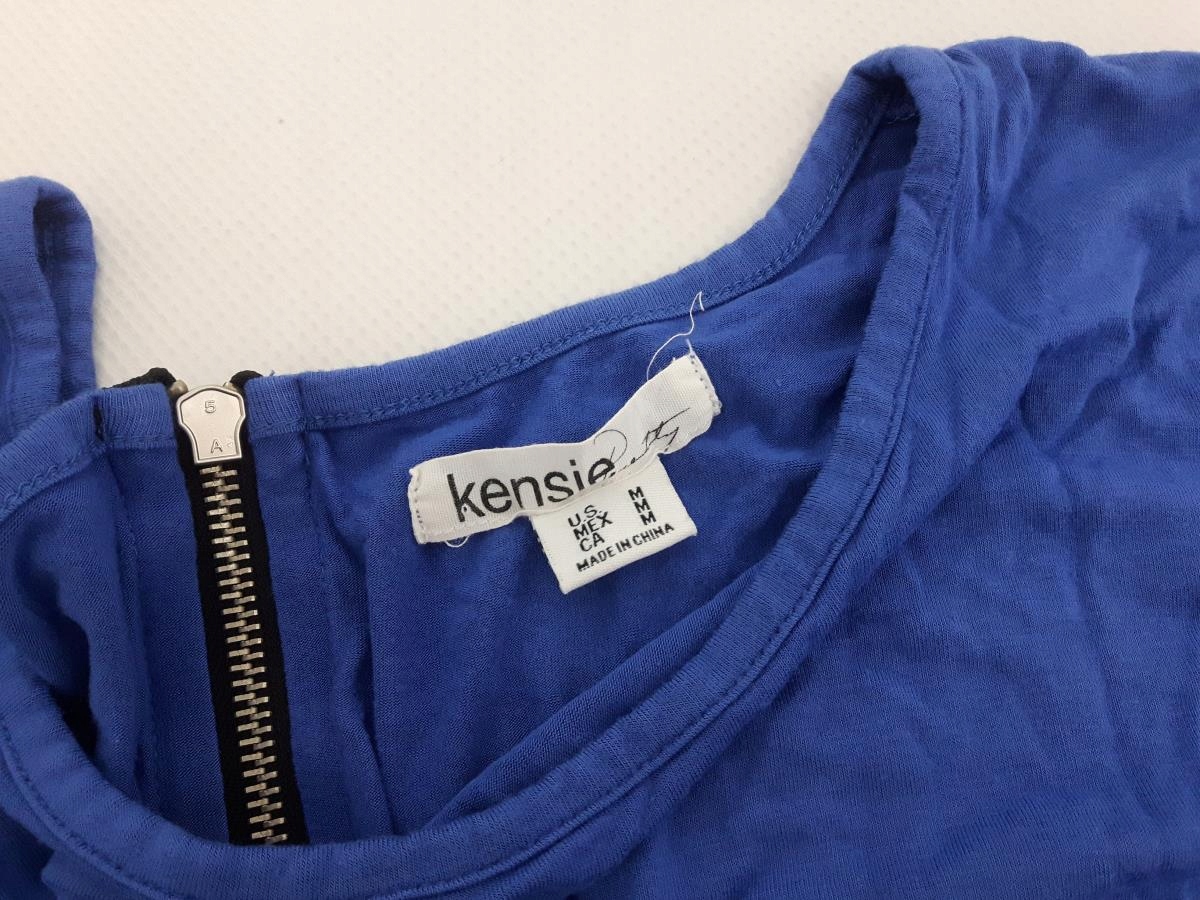 5
A
kensie
U.S. M
MEX M
CA M
MADE IN CHINA